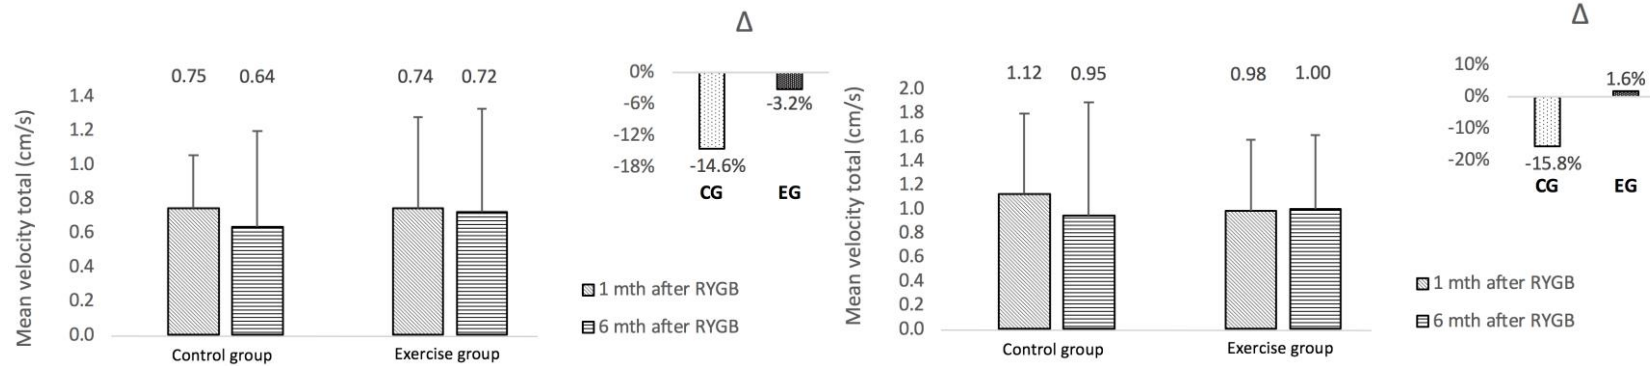 Δ
0.75 0.64 0.74 0.72
Mean velocity total (cm/s)
1.4
1.2
1.0
0.8
0.6
0.4
0.2
0.0
Control group Exercise group
0%
-6%
-12%
-18%
-3.2%
-14.6%
CG EG
1 mth after RYGB
6 mth after RYGB
Δ
1.12 0.95 0.98 1.00
Mean velocity total (cm/s)
2.0
1.8
1.6
1.4
1.2
1.0
0.8
0.6
0.4
0.2
0.0
Control group Exercise group
10%
0%
-10%
-20%
1.6%
-15.8%
CG EG
1 mth after RYGB
6 mth after RYGB